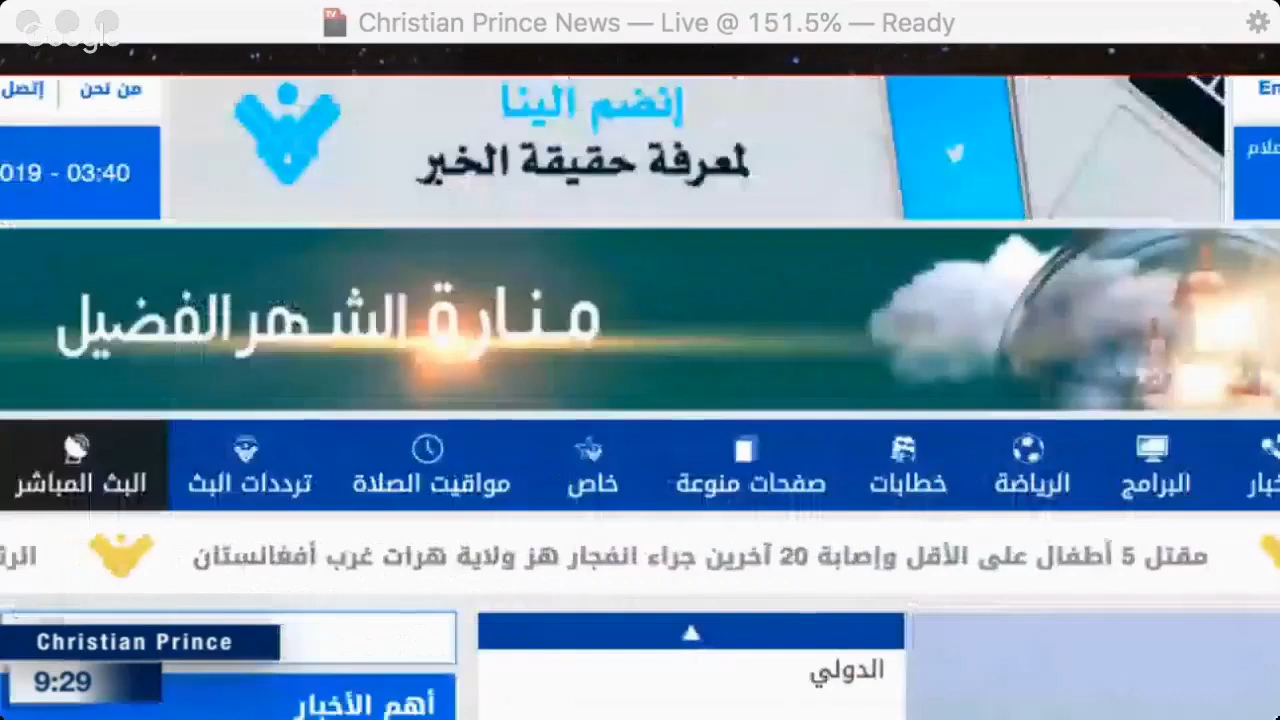 Christian Prince News — Live @ 151.5% — Ready
Google
من نحن إتصل
إنضم الينا
لمعرفة حقيقة الخبر
En
019 - 03:40
منارة الشهر الفضيل
البرامج الرياضة خطابات صفحات منوعة خاص مواقيت الصلاة ترددات البث البث المباشر
مقتل 5 أطفال على الأقل وإصابة 20 آخرين جراء انفجار هز ولاية هرات غرب أفغانستان
Christian Prince
الدولي
9:29
أهم الأخبار